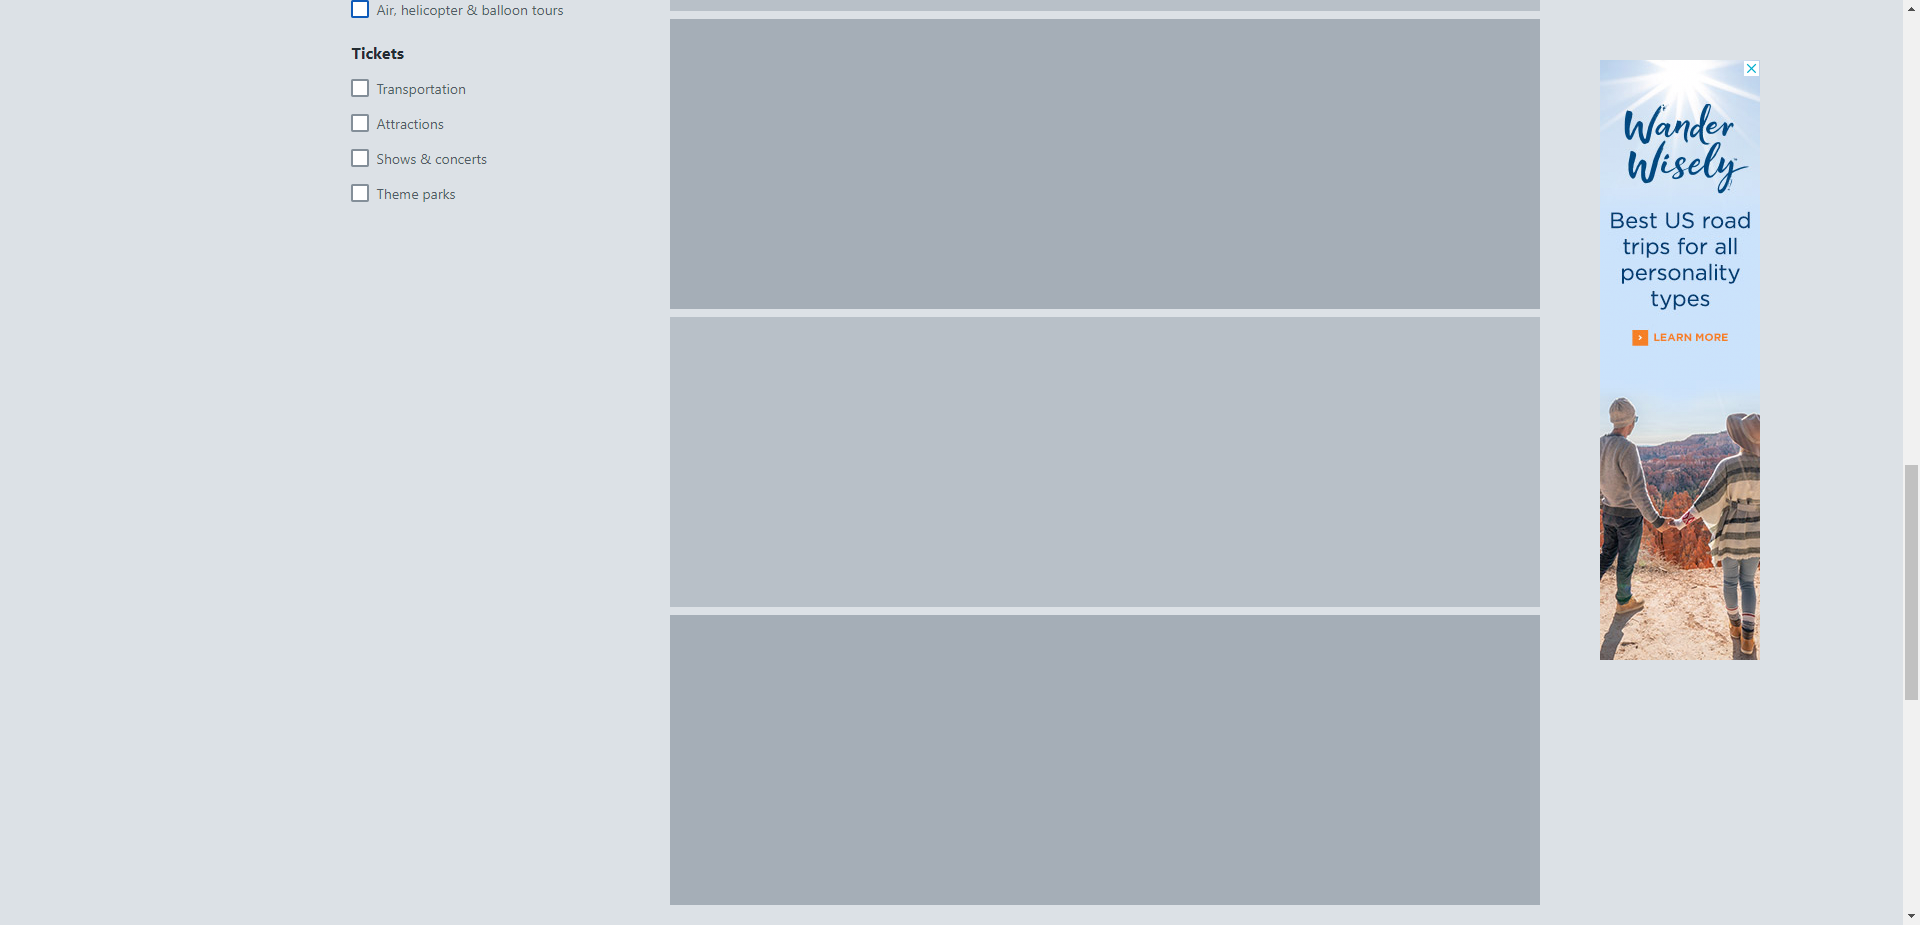 Air, helicopter & balloon tours
Tickets
Transportation
Attractions
Shows & concerts
Theme parks
Wander
Wisely
Best US road
trips for all
personality
types
LEARN MORE